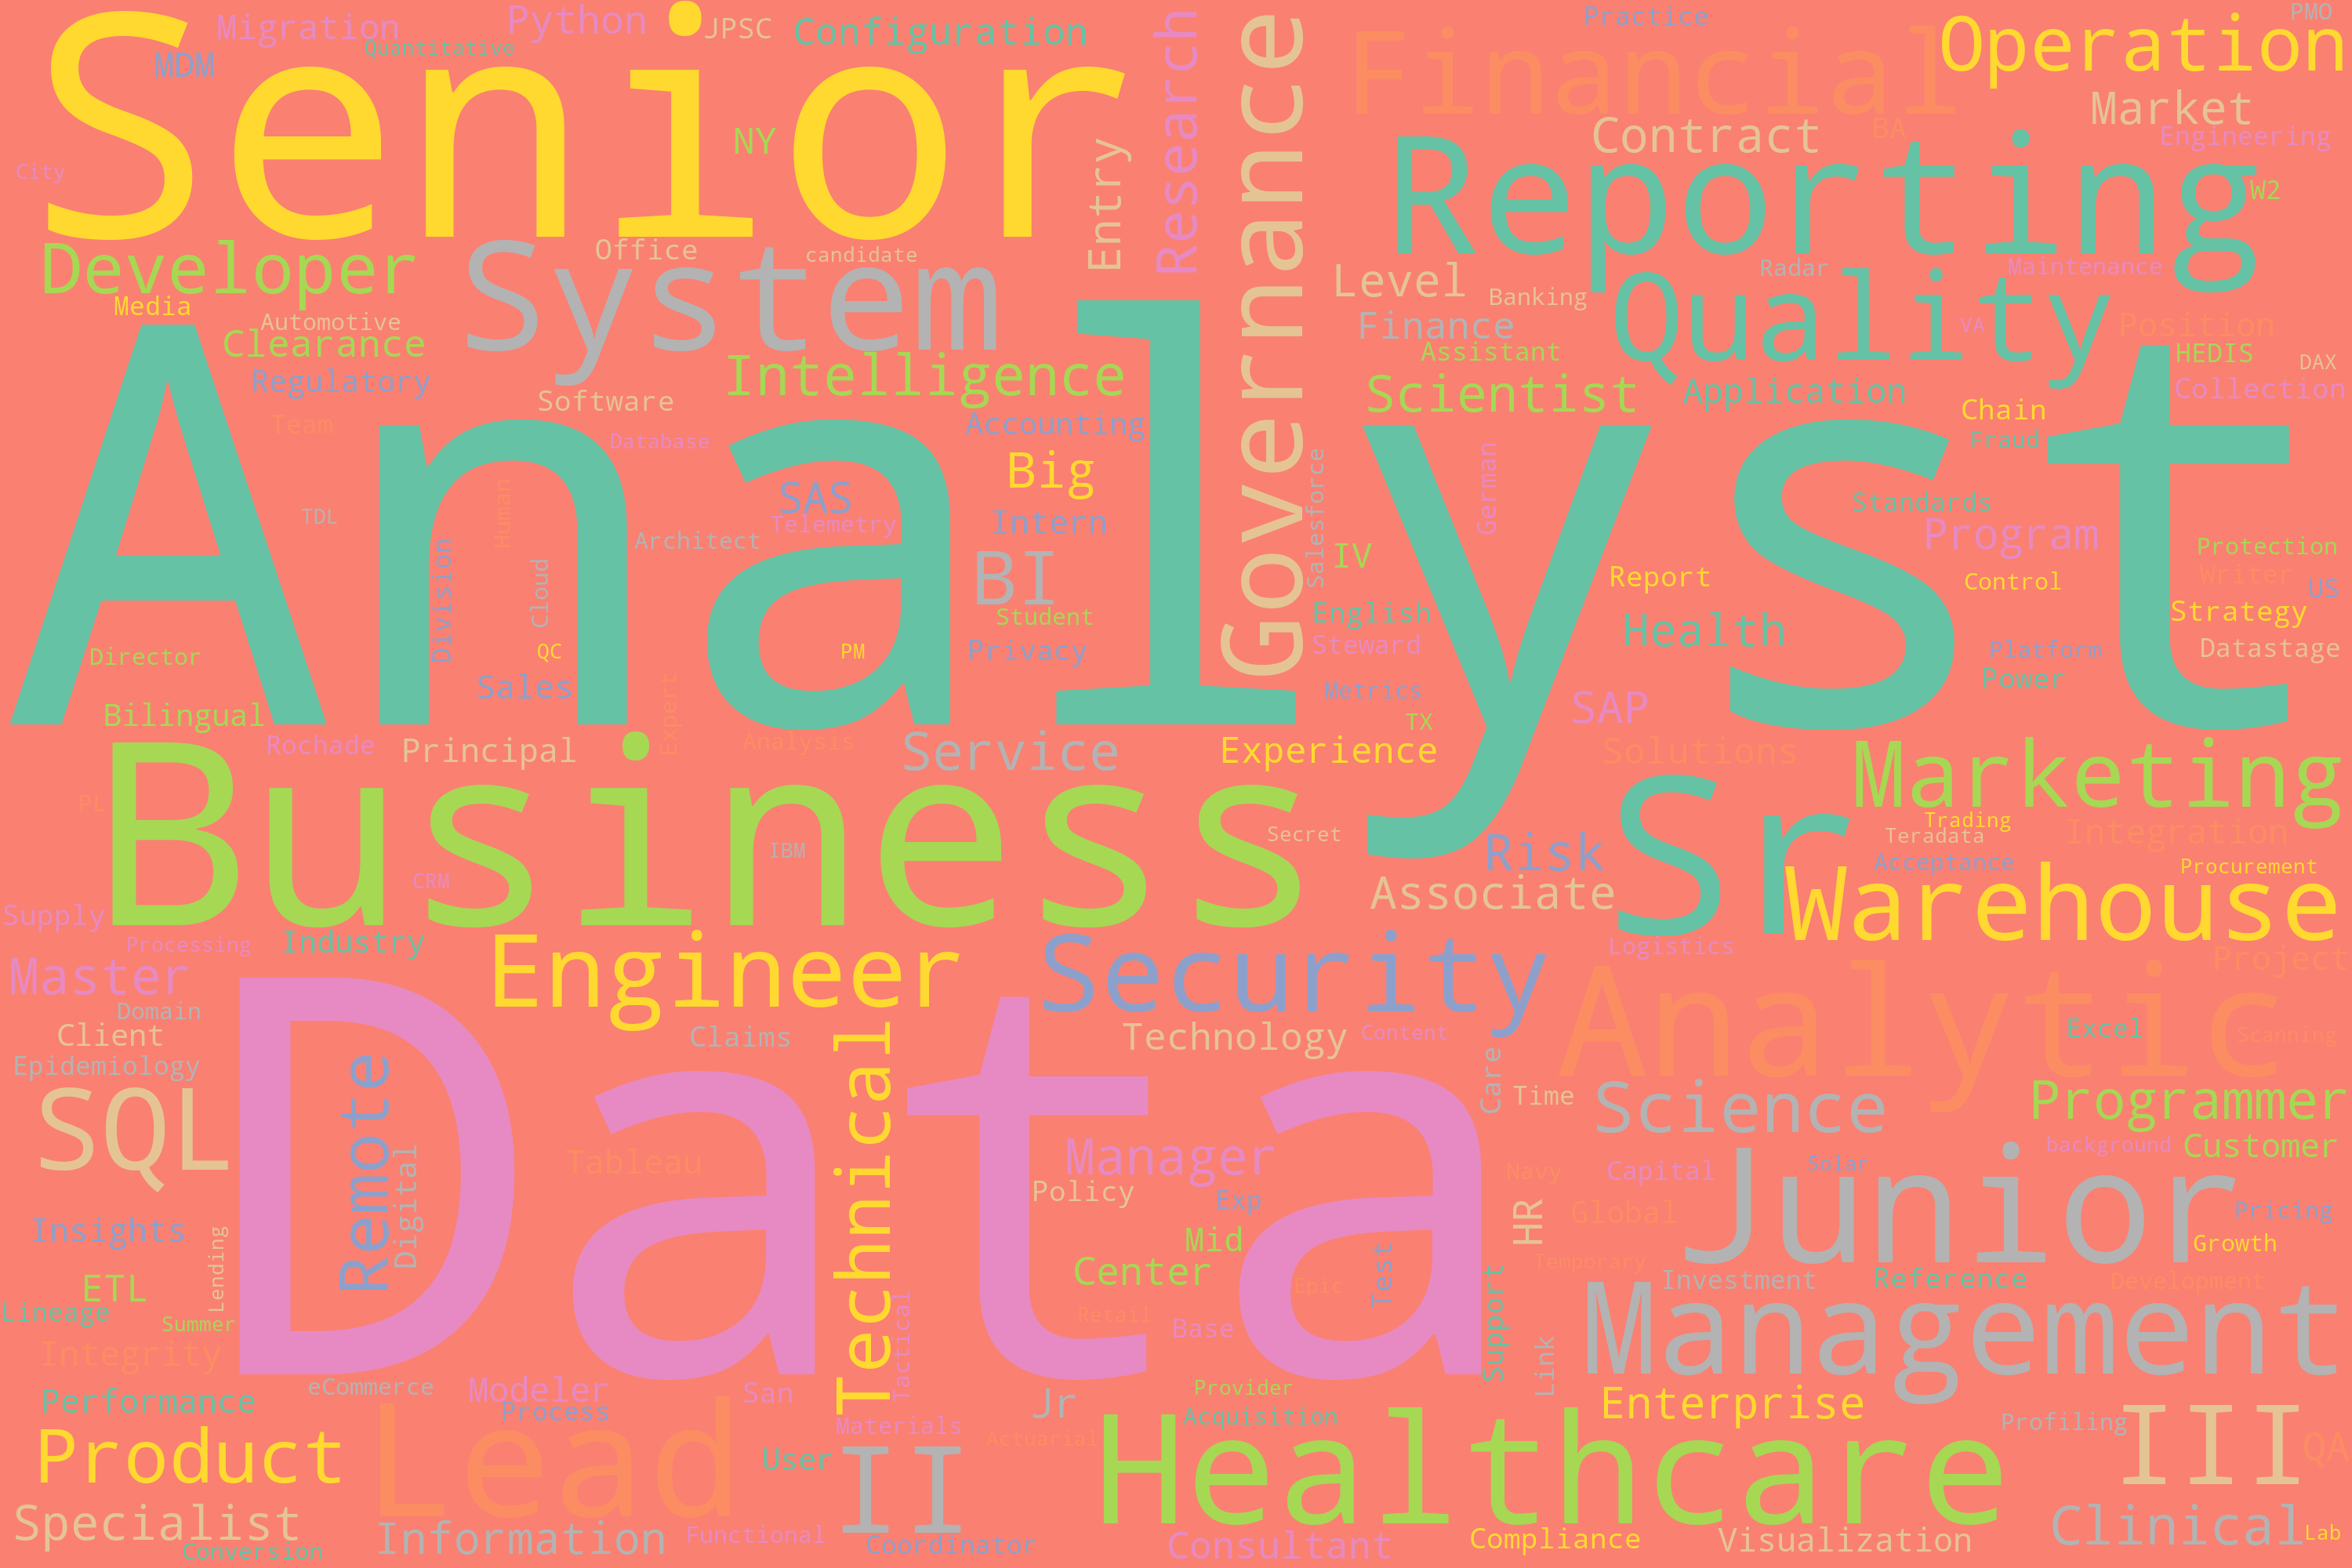 Migration
Python
JPSC
Configuration
Quantitative
MDM
Senior
NY
City
Entry
Research
Governance
Financial
Practice
PMO
Operation
Market
Contract
BA
Engineering
Reporting
W2
Developer
Office
candidate
System
Media
Automotive
Clearance
Regulatory
Intelligence
Software
Team
Database
Accounting
Level
Banking
Radar
Maintenance
Finance
Quality
VA
Position
Assistant
HEDIS
DAX
Scientist
Application
Collection
Chain
Fraud
Analyst
Big
SAS
Telemetry
Intern
TDL
Human
Architect
Division
Cloud
BI
Student
Privacy
QC
PM
Director
Sales
Expert
Salesforce
German
IV
English
Steward
Metrics
TX
Standards
Program
Report
Control
Protection
Writer
US
Strategy
Health
Platform
Datastage
Power
SAP
Bilingual
Rochade
Principal
Analysis
Service
Experience
Solutions
Marketing
PL
Business
Secret
IBM
CRM
Sr
Trading
Teradata
Integration
Risk
Acceptance
Procurement
Associate
Warehouse
Supply
Processing
Industry
Engineer
Security
Logistics
Project
Master
Domain
Client
Epidemiology
Claims
Technology
Content
Analytic
Excel
Scanning
SQL
Remote
Digital
Data
Technical
Care
Time
Science
Programmer
Tableau
Manager
Policy
Exp
Navy
Capital
Solar
background
Customer
Junior
Insights
Lending
Mid
Center
Test
HR
Global
Pricing
Growth
ETL
Lineage
Summer
Epic
Retail
Base
Temporary
Investment
Reference
Development
Support
Link
Management
Integrity
Tactical
Performance
eCommerce
Modeler
Process
San
Materials
Jr
Provider
Acquisition
Enterprise
Profiling
III
QA
Product
Lead
User
II
Actuarial
Healthcare
Specialist
Conversion
Information
Functional
Coordinator
Consultant
Compliance
Visualization
Clinical
Lab